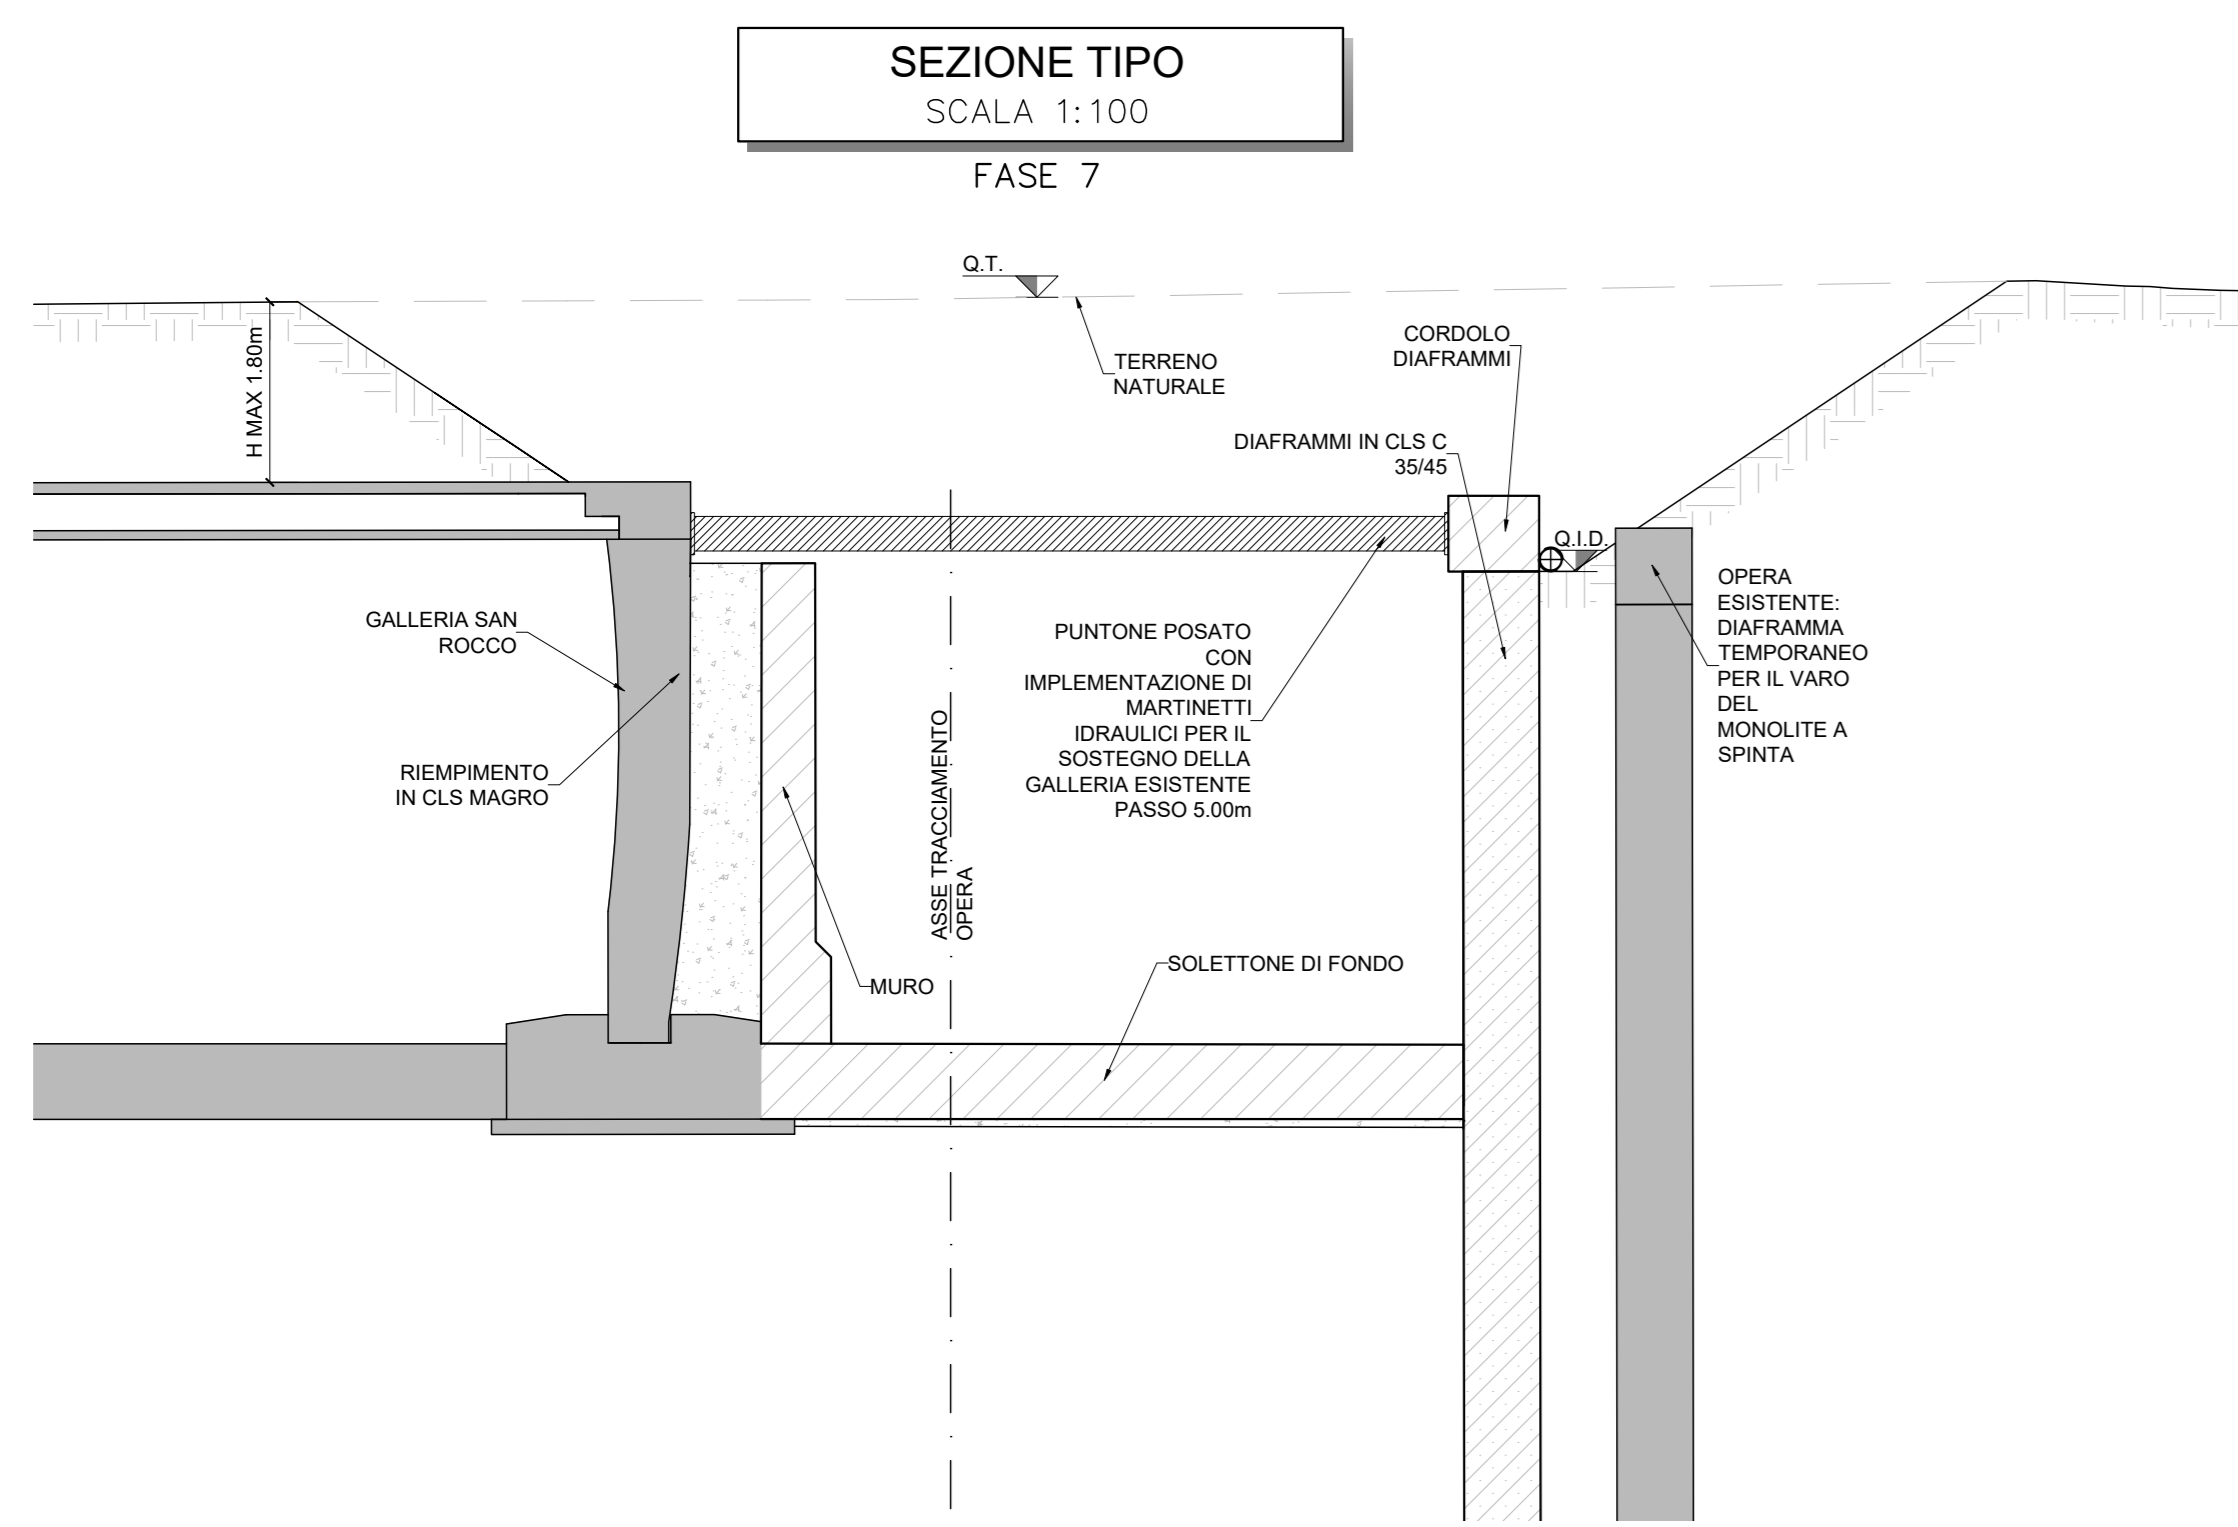 SEZIONE TIPO
SCALA 1:100
FASE 7
Q.T.
H MAX 1.80m
TERRENO
NATURALE
CORDOLO
DIAFRAMMI
DIAFRAMMI IN CLS C
35/45
Q.I.D.
GALLERIA SAN
ROCCO
RIEMPIMENTO
IN CLS MAGRO
PUNTONE POSATO
CON
IMPLEMENTAZIONE DI
MARTINETTI
IDRAULICI PER IL
SOSTEGNO DELLA
GALLERIA ESISTENTE
PASSO 5.00m
OPERA
ESISTENTE:
DIAFRAMMA
TEMPORANEO
PER IL VARO
DEL
MONOLITE A
SPINTA
ASSE TRACCIAMENTO
OPERA
MURO
SOLETTONE DI FONDO